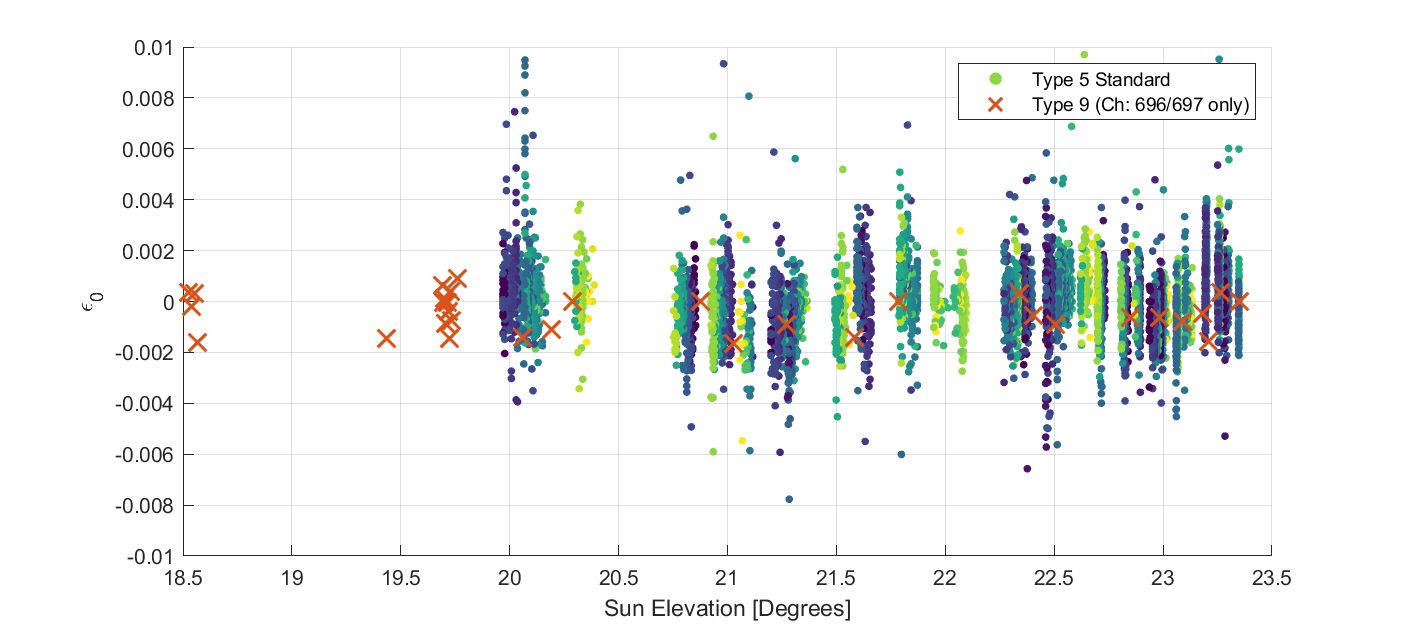 0.01
0.008
0.006
0.004
0.002
0
-0.002
-0.004
-0.006
-0.008
-0.01
ϵ0
18.5 19 19.5 20 20.5 21 21.5 22 22.5 23 23.5
Sun Elevation [Degrees]
Type 5 Standard
Type 9 (Ch: 696/697 only)